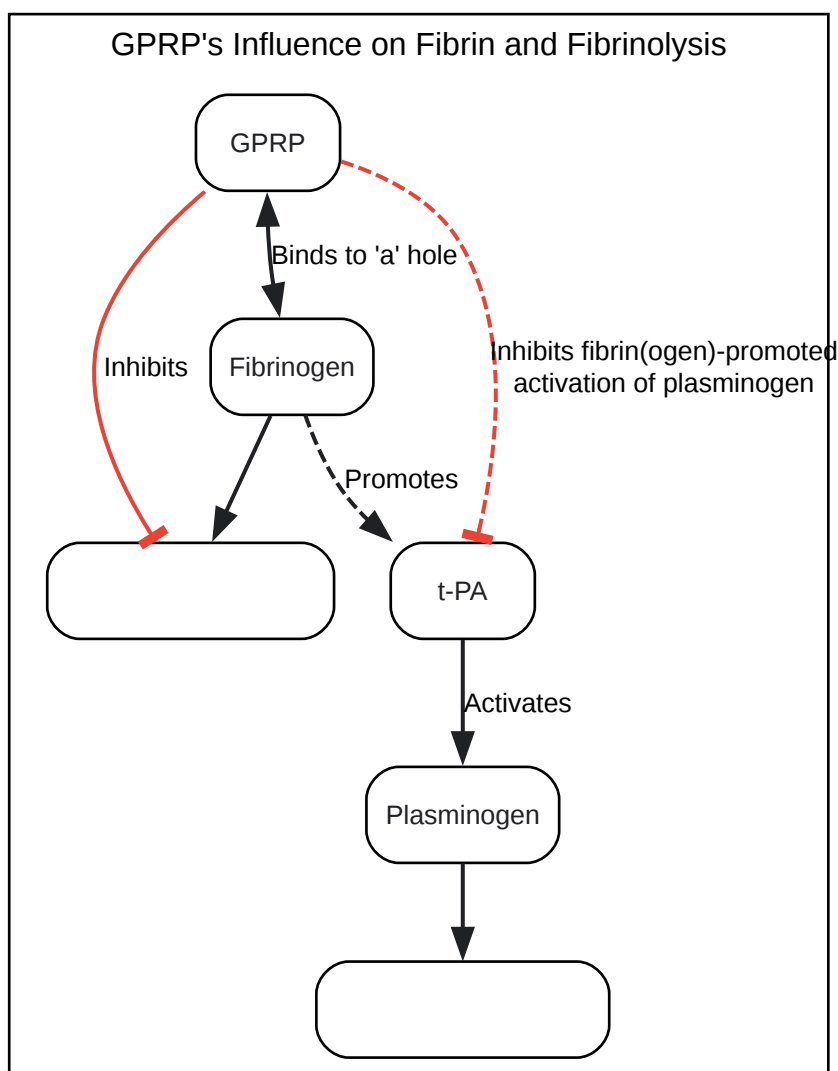 GPRP's Influence on Fibrin and Fibrinolysis
GPRP
Binds to 'a' hole
Inhibits
Fibrinogen
Inhibits fibrin(ogen)-promoted
activation of plasminogen
Promotes
t-PA
Activates
Plasminogen